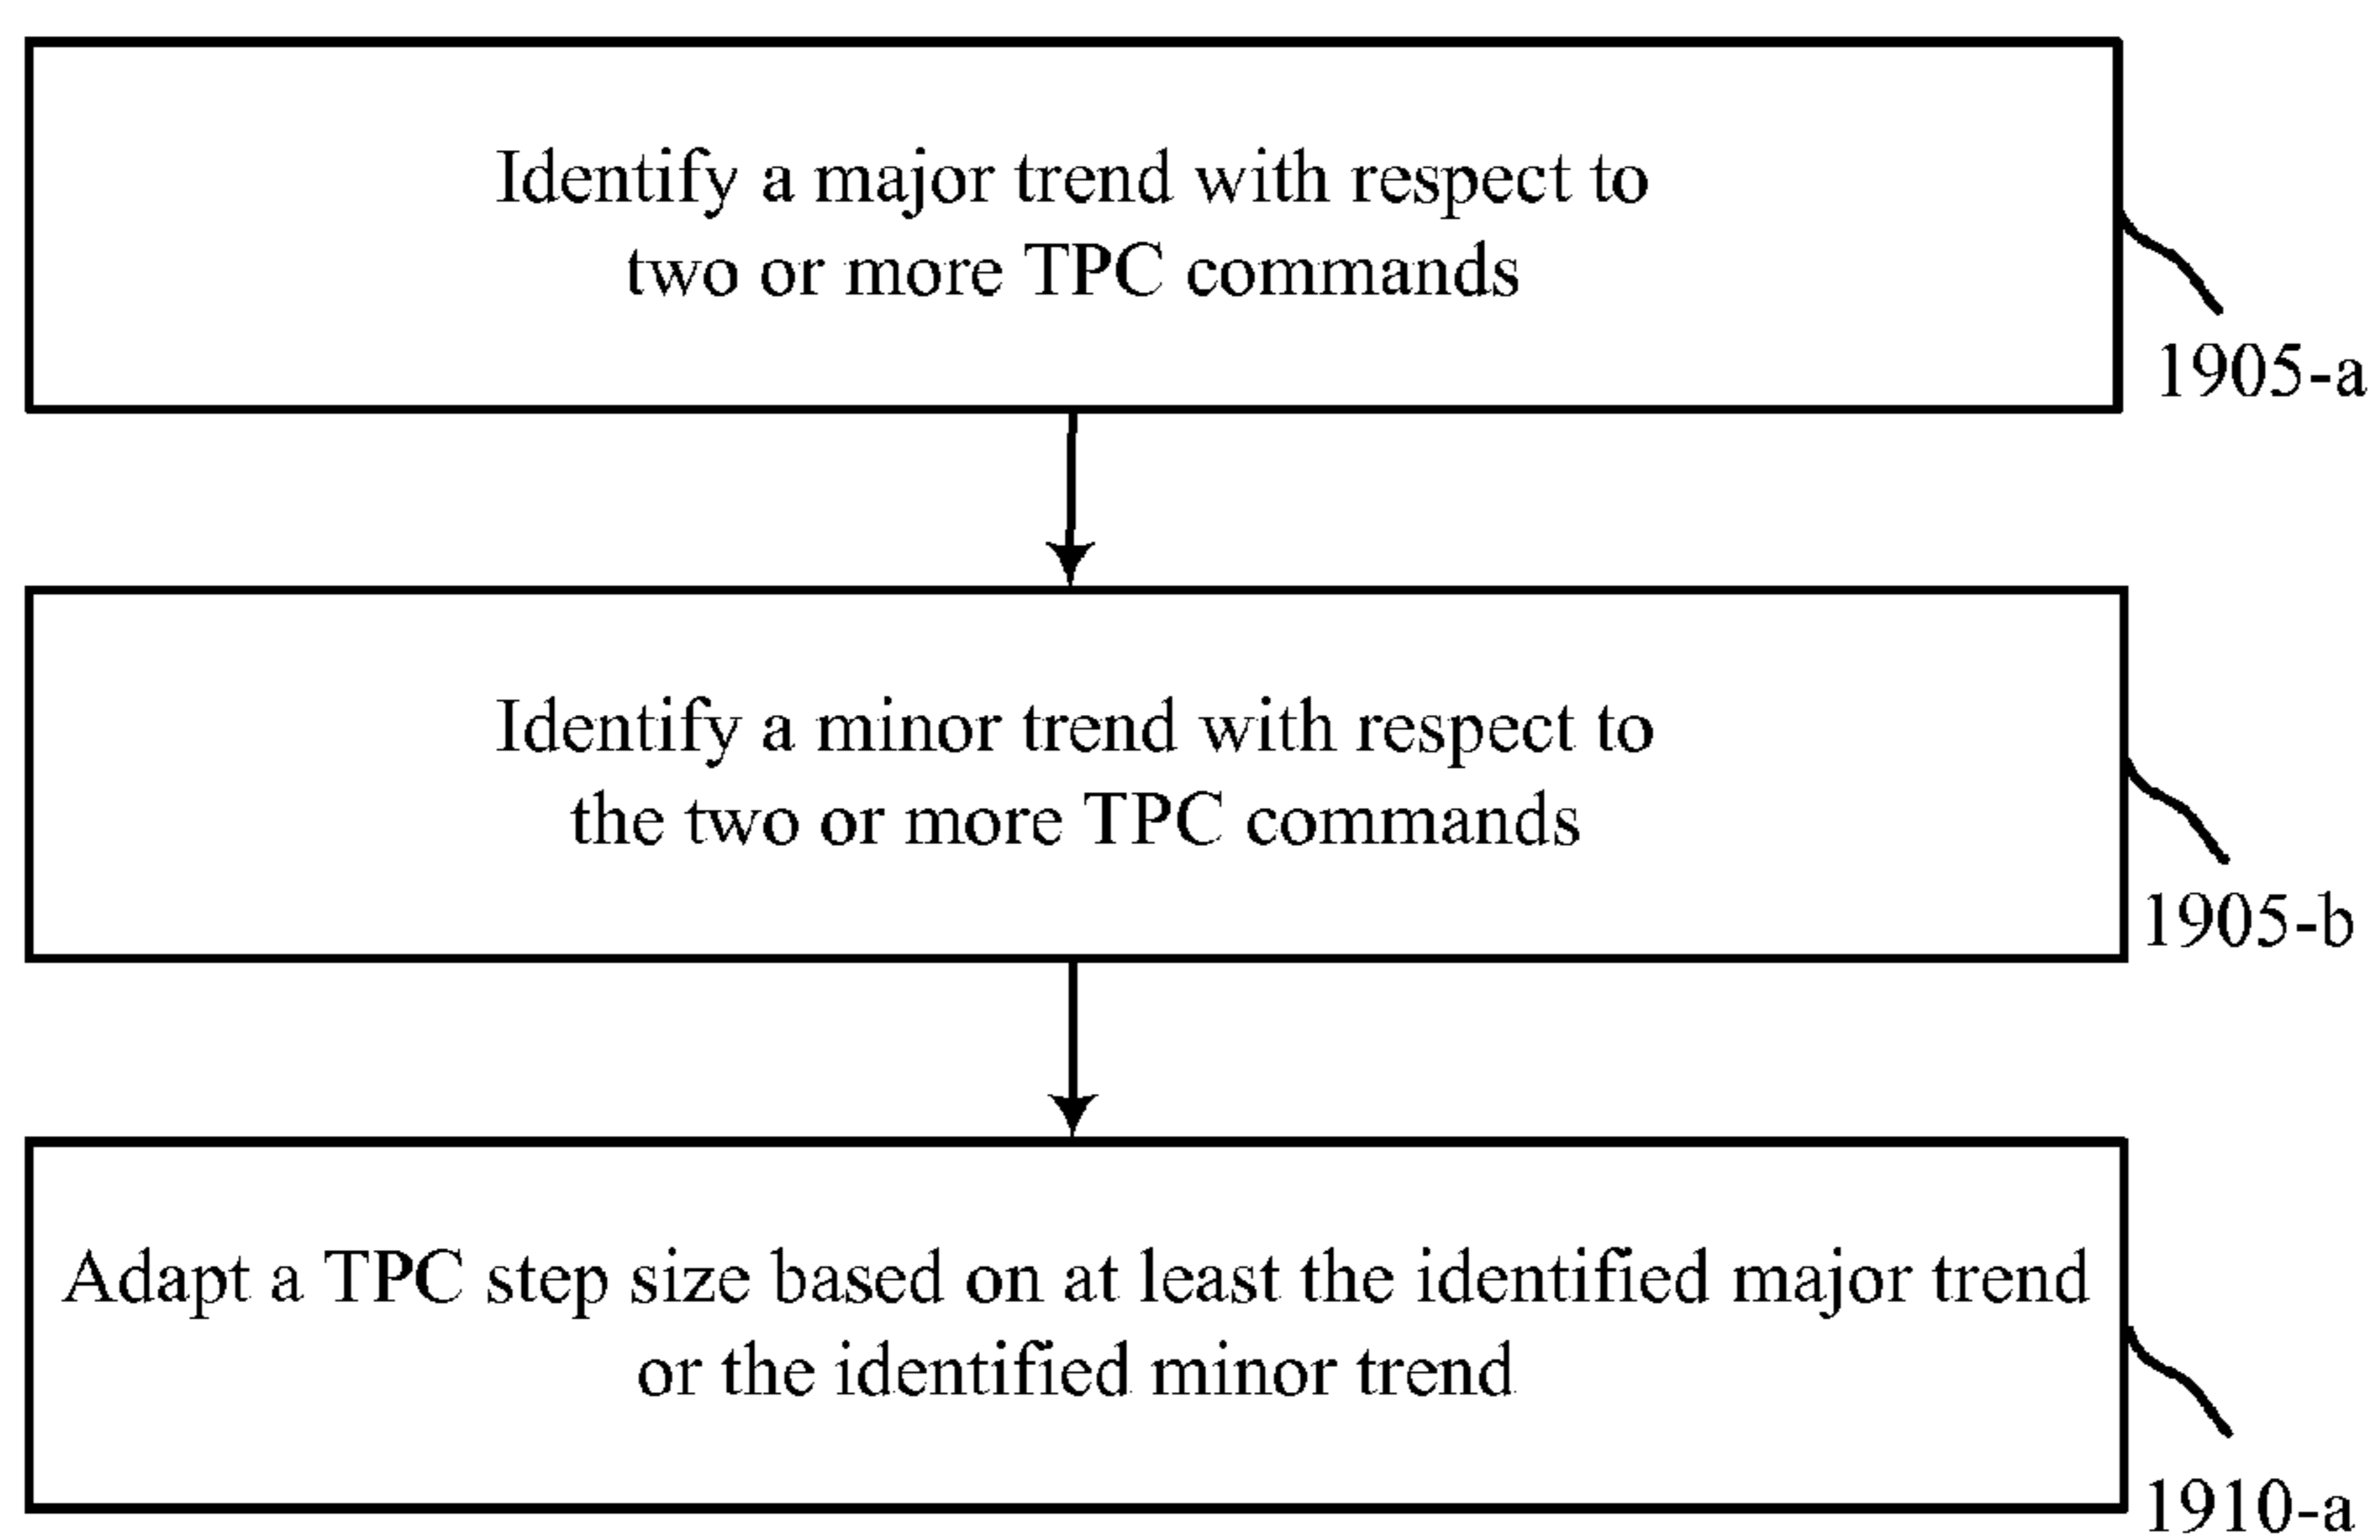 Identify a major trend with respect to
two or more TPC commands
1905-a
Identify a minor trend with respect to
the two or more TPC commands
1905-b
Adapt a TPC step size based on at least the identified major trend
or the identified minor trend
1910-a